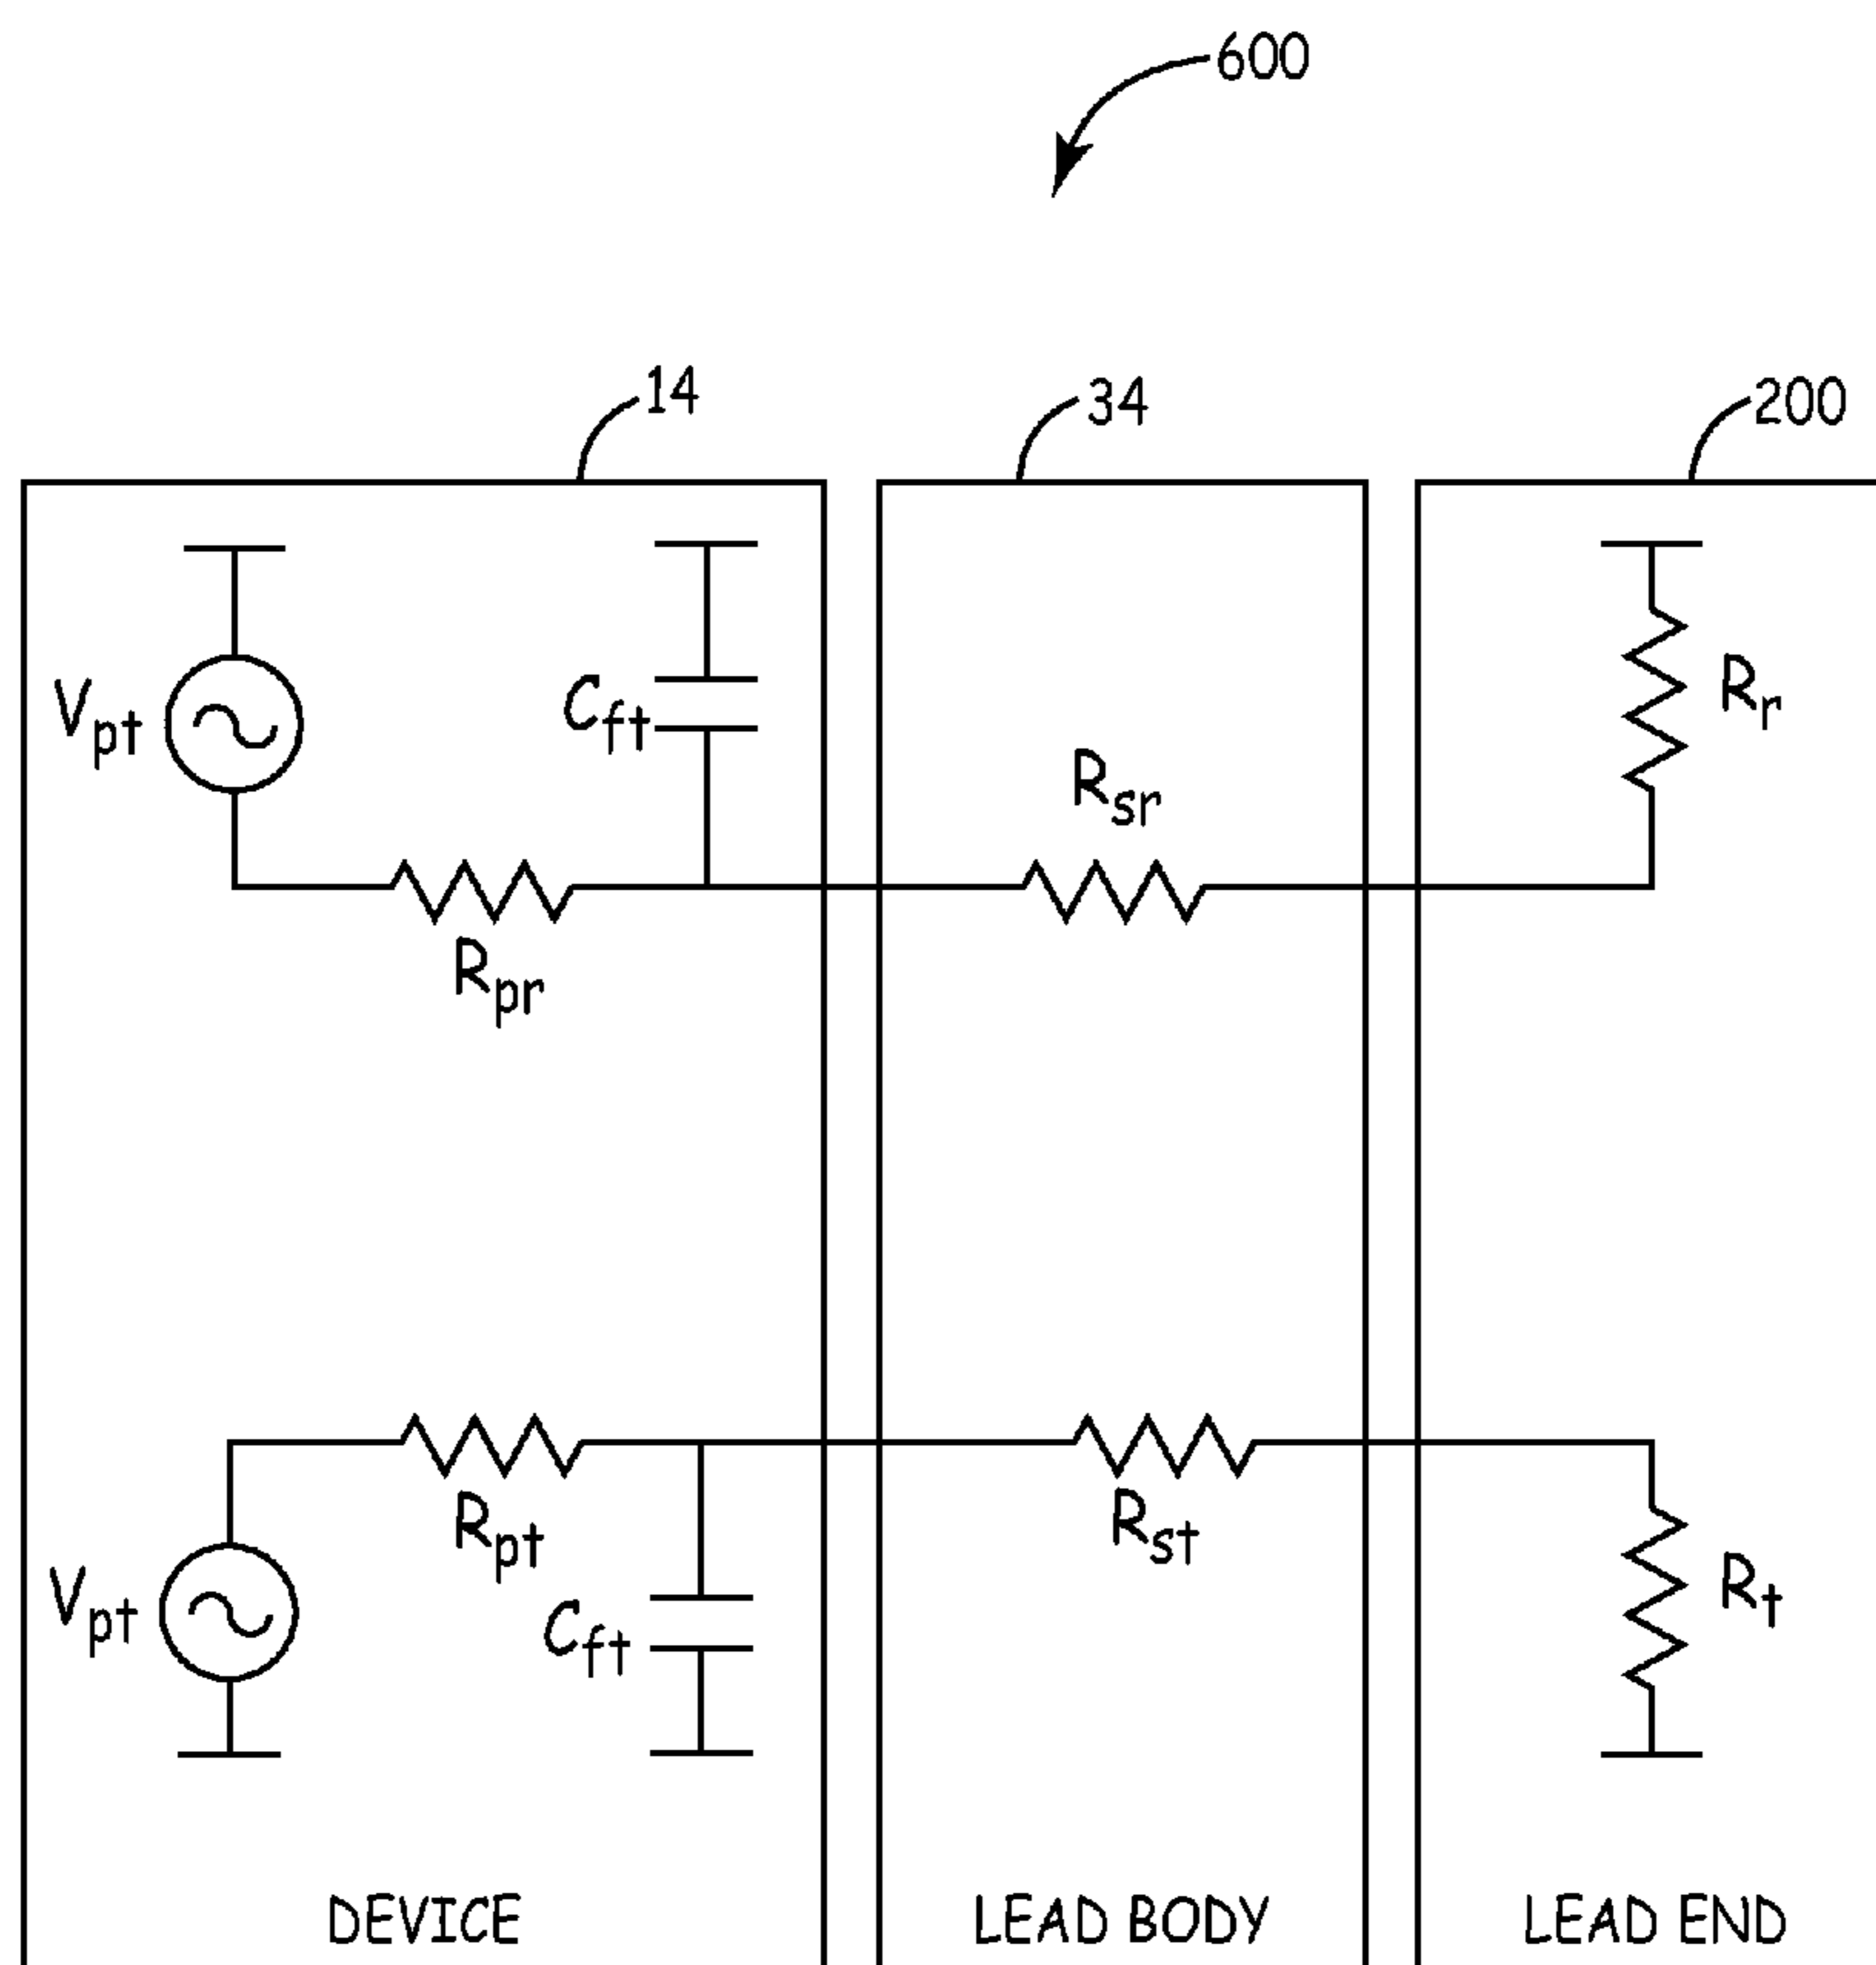 600
14
34
200
Vpt
Cft
Rsr
Rr
Rpr
Rpt
Rst
Vpt
Cft
Rt
DEVICE
LEAD BODY
LEAD END